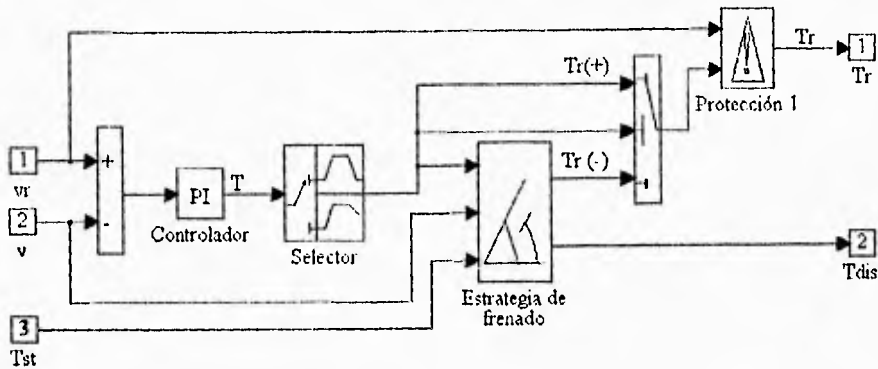 Tr
1
Tr
Protección 1
Tr(+)
1
vr
+
PI
T
Controlador
Selector
Tr (-)
2
v
-
2
Tdis
Estrategia de
frenado
3
Tst